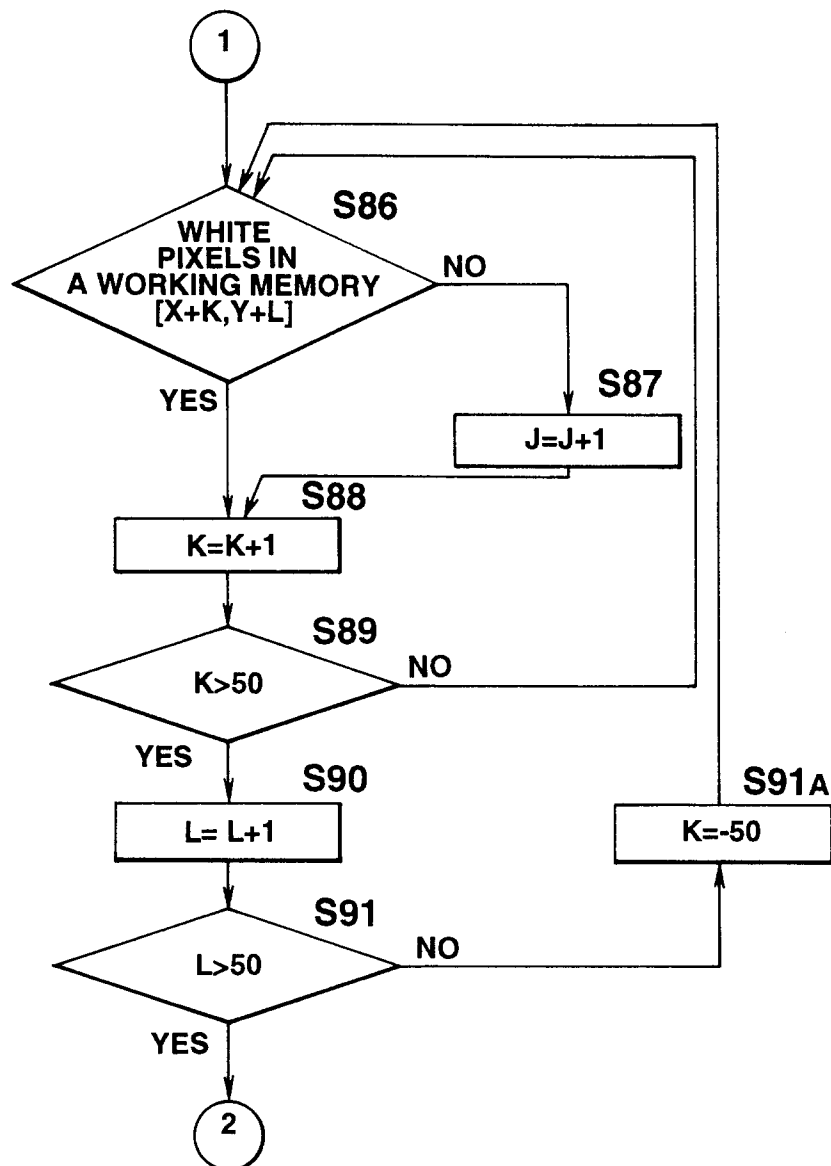 1
S86
WHITE
PIXELS IN
A WORKING MEMORY
[X+K,Y+L]
NO
YES
S87
J=J+1
S88
K=K+1
S89
K>50
NO
YES
S90
L= L+1
S91A
K=-50
S91
L>50
NO
YES
2